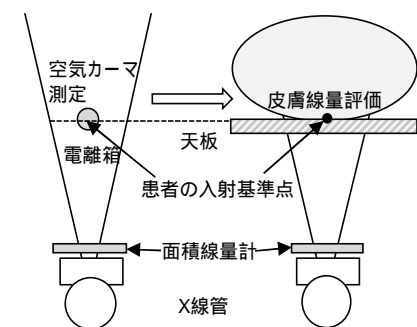 空気カーマ
測定
皮膚線量評価
電離箱
天板
患者の入射基準点
面積線量計
X線管